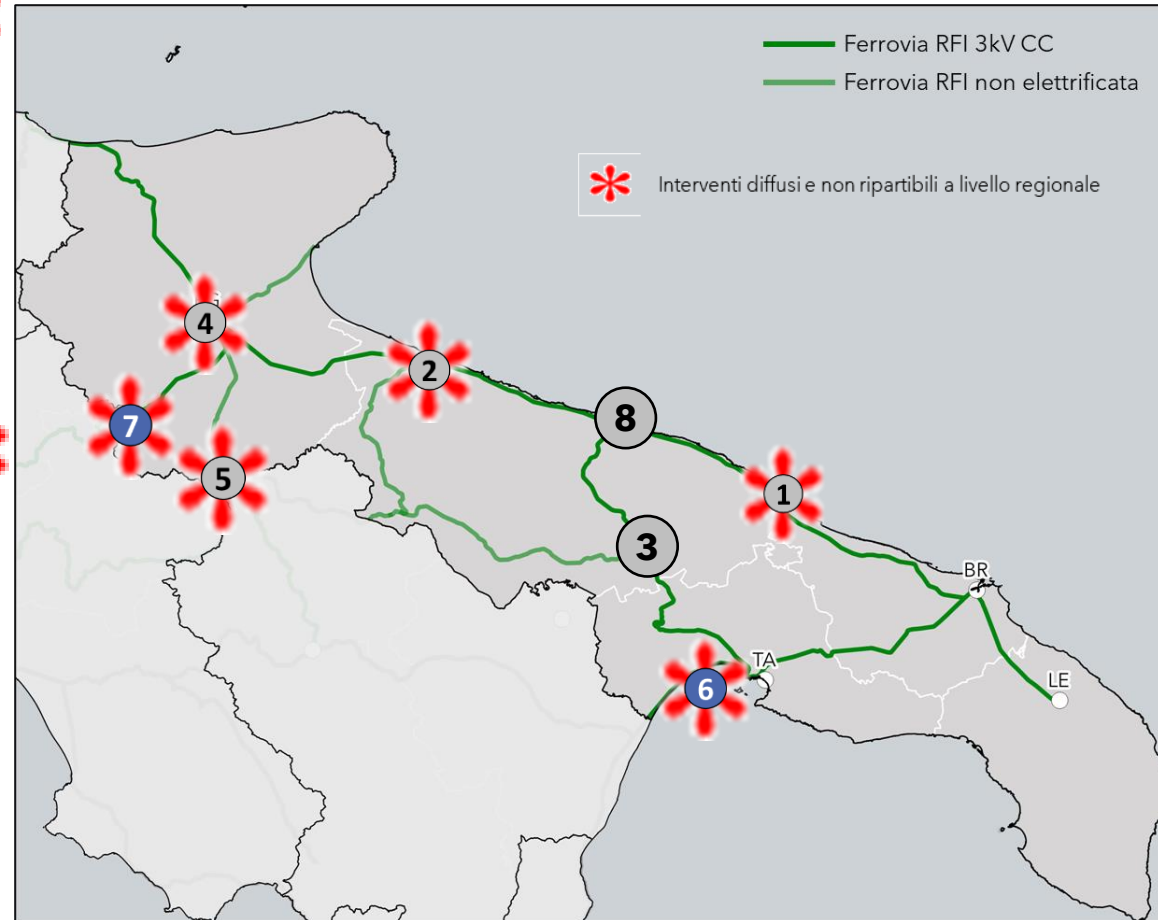 Ferrovia RFI 3kV CC
Ferrovia RFI non elettrificata
Interventi diffusi e non ripartibili a livello regionale
4
2
8
7
5
1
3
BR
TA
6
LE